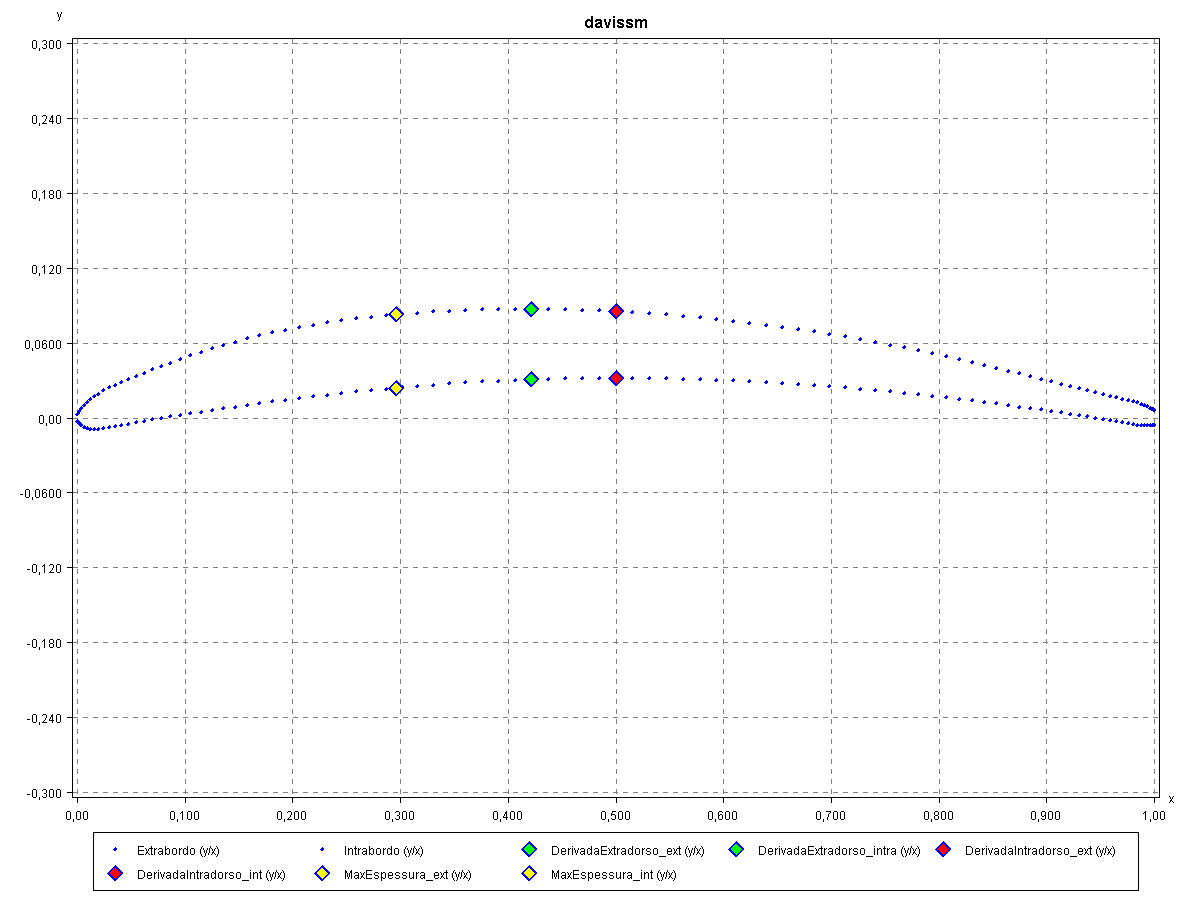 davissm
y
0,300
0,240
0,180
0,120
0,0600
0,00
-0,0600
-0,120
-0,180
-0,240
-0,300
x
0,00 0,100 0,200 0,300 0,400 0,500 0,600 0,700 0,800 0,900 1,00
Extrabordo (y/x) Intrabordo (y/x) DerivadaExtradorso_ext (y/x) DerivadaExtradorso_intra (y/x) DerivadaIntradorso_ext (y/x)
DerivadaIntradorso_int (y/x) MaxEspessura_ext (y/x) MaxEspessura_int (y/x)